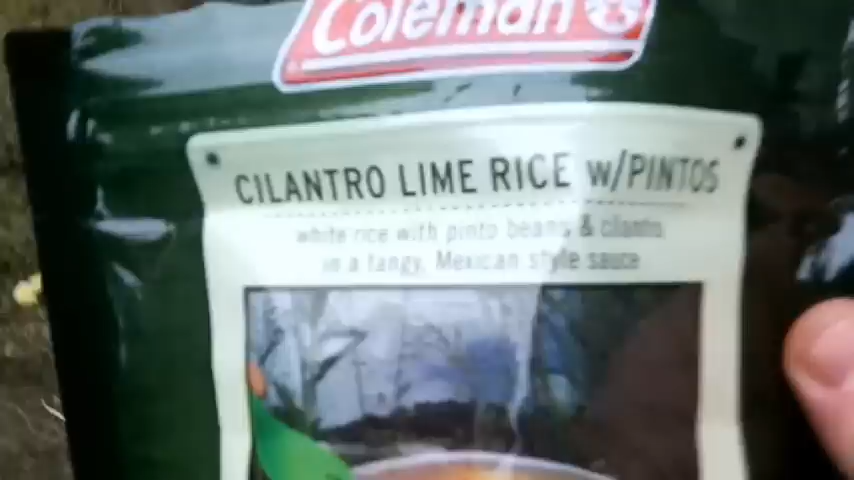 Coleman
CILANTRO LIME RICE w/PINTOS
white rice with pinto beans & cilantro
in a tangy, Mexican style sauce